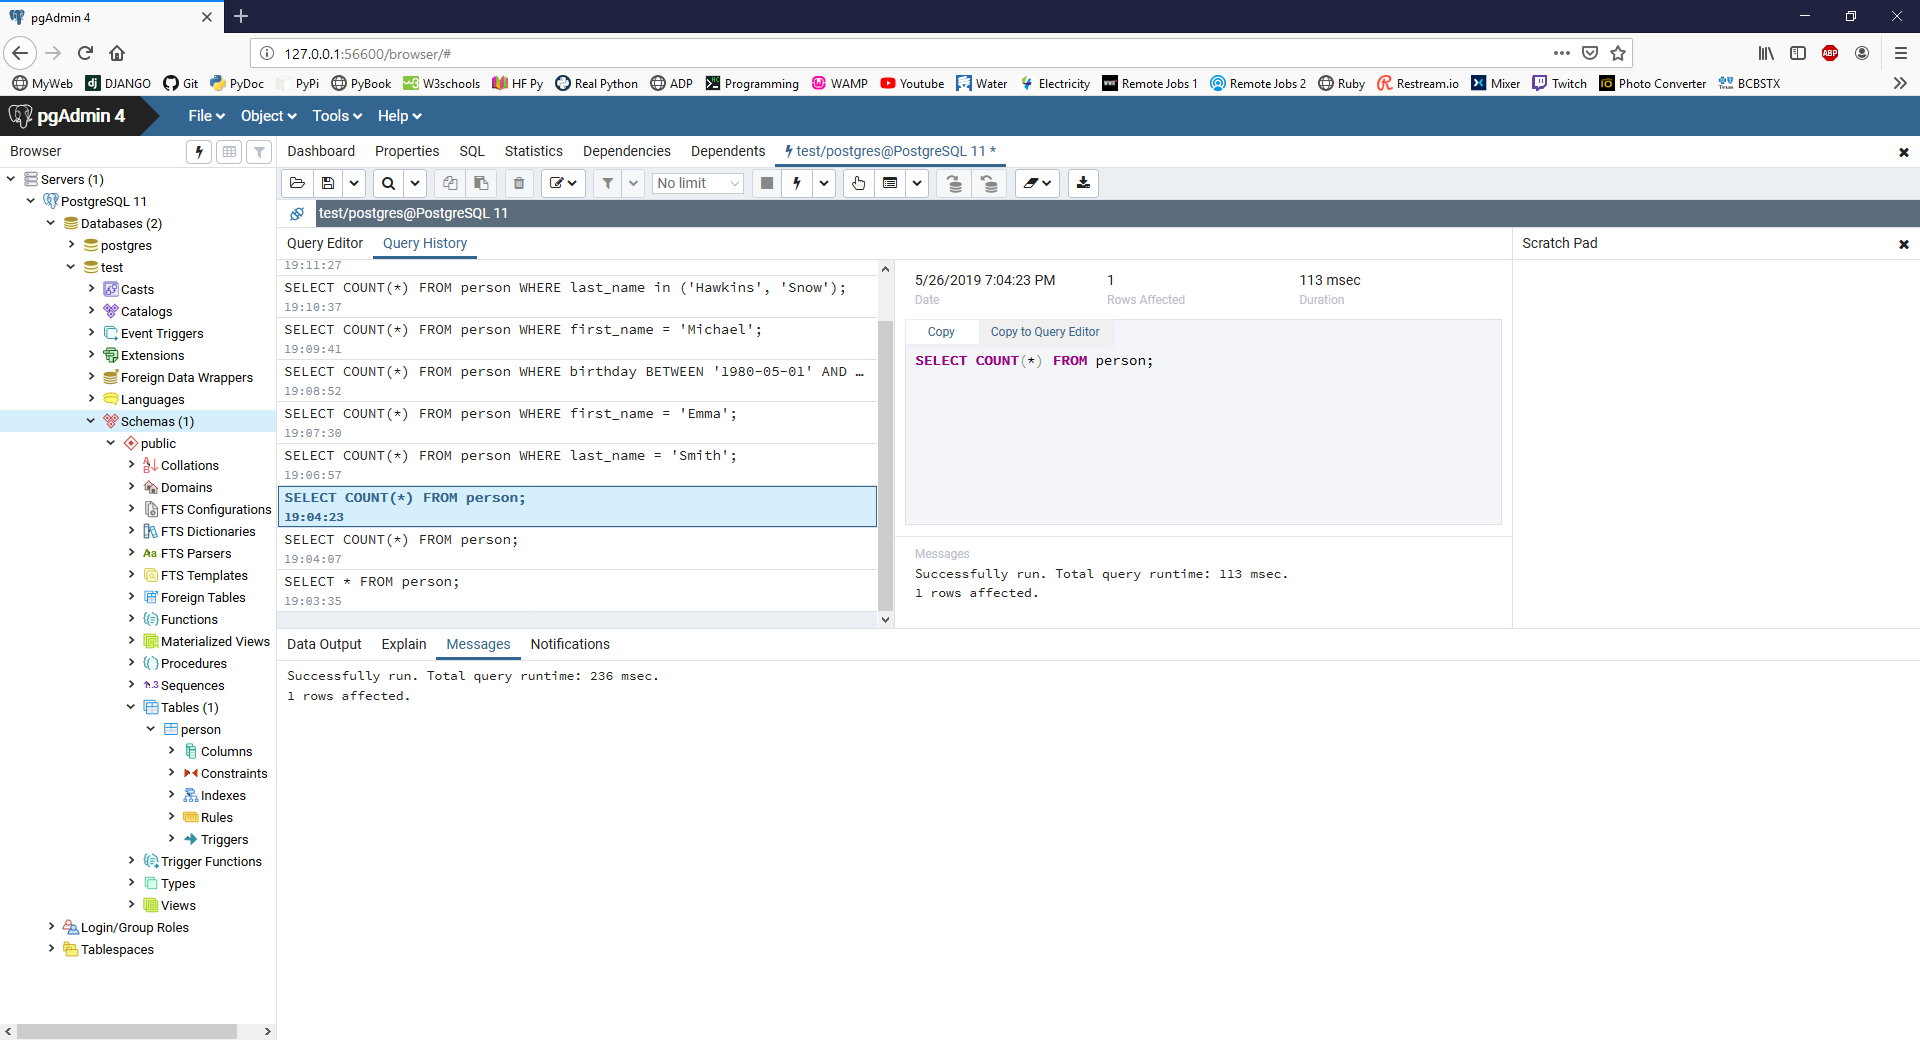 pgAdmin 4
127.0.0.1:56600/browser/#
MyWeb DJANGO Git PyDoc PyPi PyBook W3schools HF Py Real Python ADP Programming WAMP Youtube Water Electricity Remote Jobs 1 Remote Jobs 2 Ruby Restream.io Mixer Twitch Photo Converter BCBSTX
pgAdmin 4 File Object Tools Help
Browser
Dashboard Properties SQL Statistics Dependencies Dependents test/postgres@PostgreSQL 11 *
No limit
test/postgres@PostgreSQL 11
Servers (1)
PostgreSQL 11
Databases (2)
postgres
test
Casts
Catalogs
Event Triggers
Extensions
Foreign Data Wrappers
Languages
Schemas (1)
public
Collations
Domains
FTS Configurations
FTS Dictionaries
FTS Parsers
FTS Templates
Foreign Tables
Functions
Materialized Views
Procedures
Sequences
Tables (1)
person
Columns
Constraints
Indexes
Rules
Triggers
Trigger Functions
Types
Views
Login/Group Roles
Tablespaces
Query Editor Query History
19:11:27
SELECT COUNT(*) FROM person WHERE last_name in ('Hawkins', 'Snow');
19:10:37
SELECT COUNT(*) FROM person WHERE first_name = 'Michael';
19:09:41
SELECT COUNT(*) FROM person WHERE birthday BETWEEN '1980-05-01' AND …
19:08:52
SELECT COUNT(*) FROM person WHERE first_name = 'Emma';
19:07:30
SELECT COUNT(*) FROM person WHERE last_name = 'Smith';
19:06:57
SELECT COUNT(*) FROM person;
19:04:23
SELECT COUNT(*) FROM person;
19:04:07
SELECT * FROM person;
19:03:35
5/26/2019 7:04:23 PM 1 113 msec
Date Rows Affected Duration
Copy Copy to Query Editor
SELECT COUNT(*) FROM person;
Messages
Successfully run. Total query runtime: 113 msec.
1 rows affected.
Scratch Pad
Data Output Explain Messages Notifications
Successfully run. Total query runtime: 236 msec.
1 rows affected.